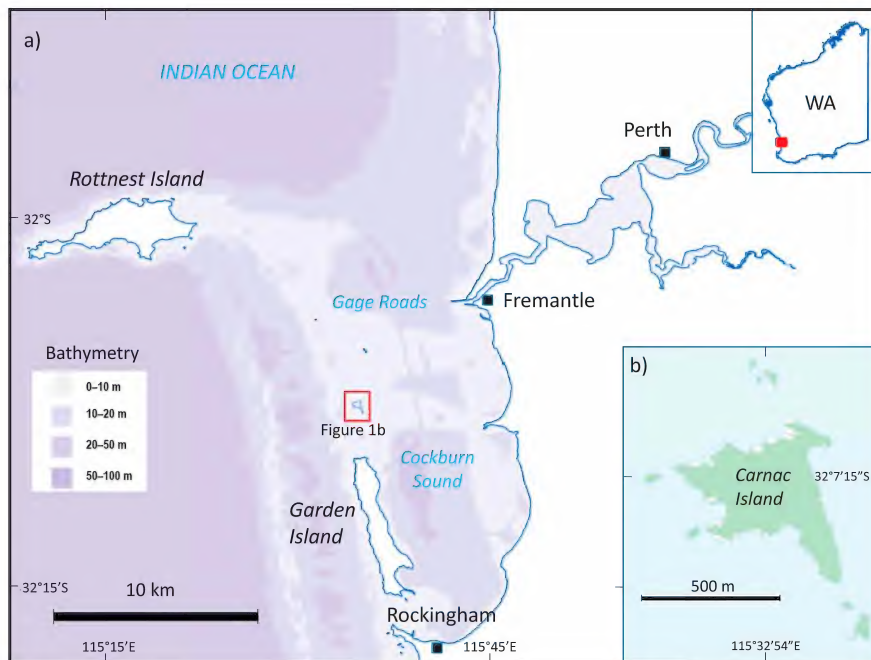 a)
INDIAN OCEAN
WA
Perth
Rottnest Island
32°S
Gage Roads
Fremantle
Bathymetry
0–10 m
10–20 m
20–50 m
50–100 m
Figure 1b
Cockburn
Sound
Garden
Island
32°15’S
10 km
Rockingham
115°15’E
115°45’E
b)
Carnac
Island
32°7’15”S
500 m
115°32’54”E